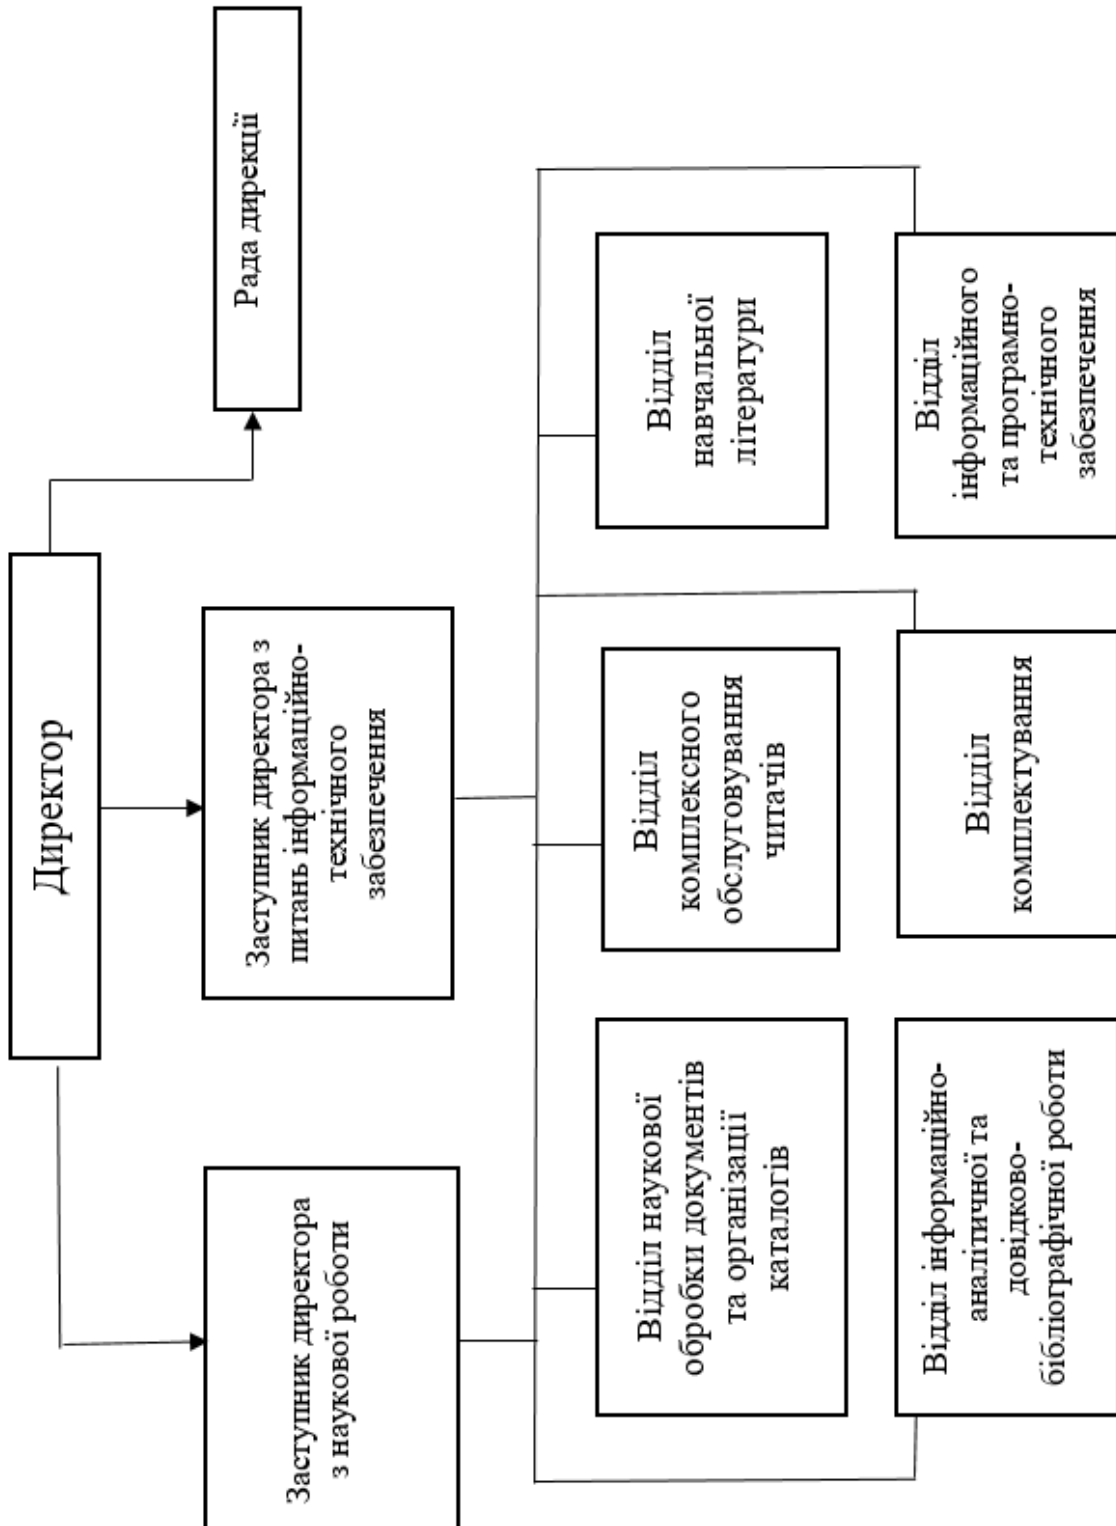 Директор
Рада дирекції
Заступник директора
з наукової роботи
Заступник директора з
питань інформаційно-
технічного
забезпечення
Відділ наукової
обробки документів
та організації
каталогів
Відділ
комплексного
обслуговування
читачів
Відділ
навчальної
літератури
Відділ інформаційно-
аналітичної та
довідково-
бібліографічної роботи
Відділ
комплектування
Відділ
інформаційного
та програмно-
технічного
забезпечення